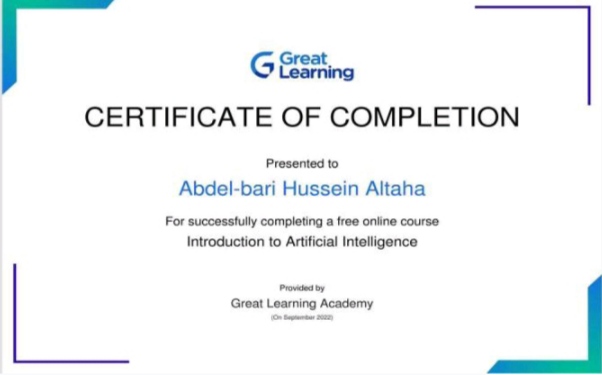 Great
Learning
CERTIFICATE OF COMPLETION
Presented to
Abdel-bari Hussein Altaha
For successfully completing a free online course
Introduction to Artificial Intelligence
Provided by
Great Learning Academy
(On September 2022)